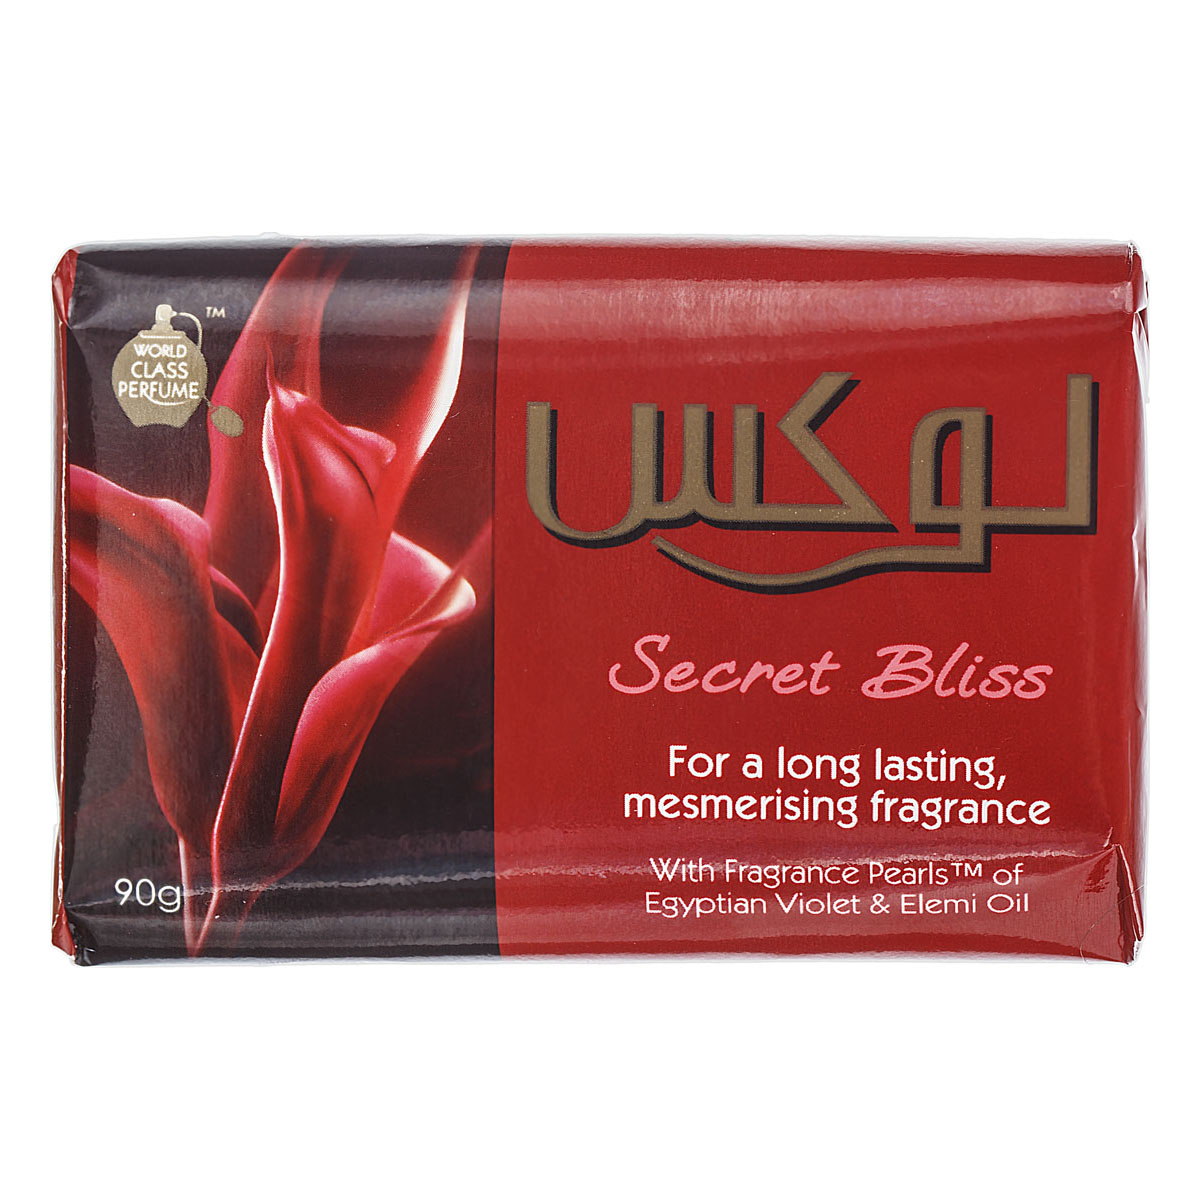 WORLD
CLASS
PERFUME
™
لوكس
Secret Bliss
For a long lasting,
mesmerising fragrance
With Fragrance Pearls™ of
Egyptian Violet & Elemi Oil
90g